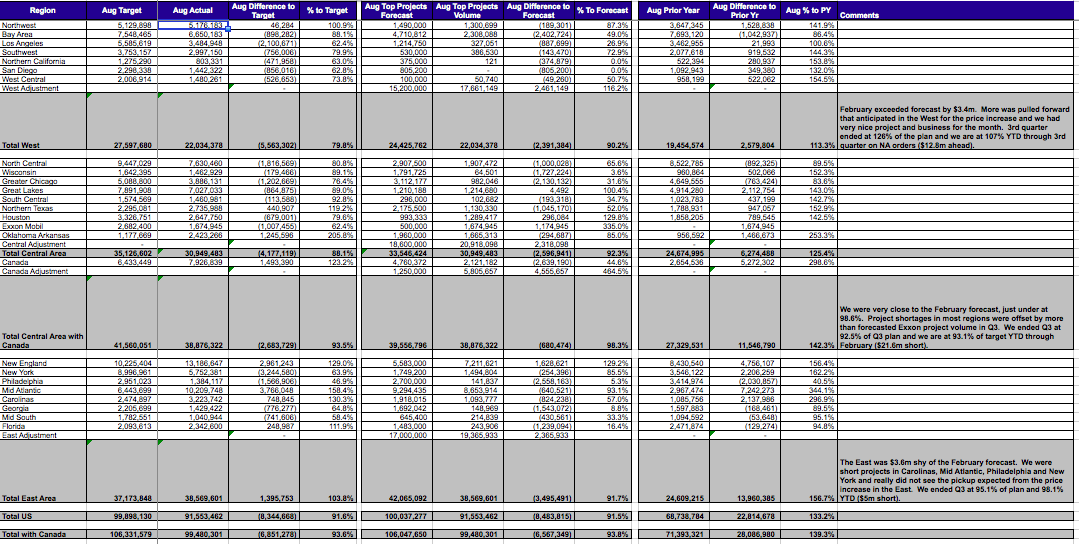 Region Aug Target Aug Actual Aug Difference to Target % to Target Aug Top Projects Forecast Aug Top Projects Volume Aug Difference to Forecast % To Forecast Aug Prior Year Aug Difference to Prior Yr Aug % to PY Comments
Northwest 5,129,898 5,176,183 46,284 100.9% 1,490,000 1,300,699 (189,301) 87.3% 3,647,345 1,528,838 141.9%
Bay Area 7,548,465 6,650,183 (898,282) 88.1% 4,710,812 2,308,088 (2,402,724) 49.0% 7,693,120 (1,042,937) 86.4%
Los Angeles 5,585,619 3,484,948 (2,100,671) 62.4% 1,214,750 327,051 (887,699) 26.9% 3,462,955 21,993 100.6%
Southwest 3,753,157 2,997,150 (756,006) 79.9% 530,000 386,530 (143,470) 72.9% 2,077,618 919,532 144.3%
Northern California 1,275,290 803,331 (471,958) 63.0% 375,000 121 (374,879) 0.0% 522,394 280,937 153.8%
San Diego 2,298,338 1,442,322 (856,016) 62.8% 805,200 - (805,200) 0.0% 1,092,943 349,380 132.0%
West Central 2,006,914 1,480,261 (526,653) 73.8% 100,000 50,740 (49,260) 50.7% 958,199 522,062 154.5%
West Adjustment - 15,200,000 17,661,149 2,461,149 116.2% - -
February exceeded forecast by $3.4m. More was pulled forward
that anticipated in the West for the price increase and we had
very nice project and business for the month. 3rd quarter
ended at 126% of the plan and we are at 107% YTD through 3rd
Total West 27,597,680 22,034,378 (5,563,302) 79.8% 24,425,762 22,034,378 (2,391,384) 90.2% 19,454,574 2,579,804 113.3% quarter on NA orders ($12.8m ahead).
North Central 9,447,029 7,630,460 (1,816,569) 80.8% 2,907,500 1,907,472 (1,000,028) 65.6% 8,522,785 (892,325) 89.5%
Wisconsin 1,642,395 1,462,929 (179,466) 89.1% 1,791,725 64,501 (1,727,224) 3.6% 960,864 502,066 152.3%
Greater Chicago 5,088,800 3,886,131 (1,202,669) 76.4% 3,112,177 982,046 (2,130,132) 31.6% 4,649,555 (763,424) 83.6%
Great Lakes 7,891,908 7,027,033 (864,875) 89.0% 1,210,188 1,214,680 4,492 100.4% 4,914,280 2,112,754 143.0%
South Central 1,574,569 1,460,981 (113,588) 92.8% 296,000 102,682 (193,318) 34.7% 1,023,783 437,199 142.7%
Northern Texas 2,295,081 2,735,988 440,907 119.2% 2,175,500 1,130,330 (1,045,170) 52.0% 1,788,931 947,057 152.9%
Houston 3,326,751 2,647,750 (679,001) 79.6% 993,333 1,289,417 296,084 129.8% 1,858,205 789,545 142.5%
Exxon Mobil 2,682,400 1,674,945 (1,007,455) 62.4% 500,000 1,674,945 1,174,945 335.0% 1,674,945
Oklahoma Arkansas 1,177,669 2,423,266 1,245,596 205.8% 1,960,000 1,665,313 (294,687) 85.0% 956,592 1,466,673 253.3%
Central Adjustment - - - 18,600,000 20,918,098 2,318,098 - -
Total Central Area 35,126,602 30,949,483 (4,177,119) 88.1% 33,546,424 30,949,483 (2,596,941) 92.3% 24,674,995 6,274,488 125.4%
Canada 6,433,449 7,926,839 1,493,390 123.2% 4,760,372 2,121,182 (2,639,190) 44.6% 2,654,536 5,272,302 298.6%
Canada Adjustment - 1,250,000 5,805,657 4,555,657 464.5% - -
We were very close to the February forecast, just under at
98.6%. Project shortages in most regions were offset by more
than forecasted Exxon project volume in Q3. We ended Q3 at
Total Central Area with 92.5% of Q3 plan and we are at 93.1% of target YTD through
Canada 41,560,051 38,876,322 (2,683,729) 93.5% 39,556,796 38,876,322 (680,474) 98.3% 27,329,531 11,546,790 142.3% February ($21.6m short).
New England 10,225,404 13,186,647 2,961,243 129.0% 5,583,000 7,211,621 1,628,621 129.2% 8,430,540 4,756,107 156.4%
New York 8,996,961 5,752,381 (3,244,580) 63.9% 1,749,200 1,494,804 (254,396) 85.5% 3,546,122 2,206,259 162.2%
Philadelphia 2,951,023 1,384,117 (1,566,906) 46.9% 2,700,000 141,837 (2,558,163) 5.3% 3,414,974 (2,030,857) 40.5%
Mid Atlantic 6,443,699 10,209,748 3,766,048 158.4% 9,294,435 8,653,914 (640,521) 93.1% 2,967,474 7,242,273 344.1%
Carolinas 2,474,897 3,223,742 748,845 130.3% 1,918,015 1,093,777 (824,238) 57.0% 1,085,756 2,137,986 296.9%
Georgia 2,205,699 1,429,422 (776,277) 64.8% 1,692,042 148,969 (1,543,072) 8.8% 1,597,883 (168,461) 89.5%
Mid South 1,782,551 1,040,944 (741,606) 58.4% 645,400 214,839 (430,561) 33.3% 1,094,592 (53,648) 95.1%
Florida 2,093,613 2,342,600 248,987 111.9% 1,483,000 243,906 (1,239,094) 16.4% 2,471,874 (129,274) 94.8%
East Adjustment - 17,000,000 19,365,933 2,365,933 - -
The East was $3.6m shy of the February forecast. We were
short projects in Carolinas, Mid Atlantic, Philadelphia and New
York and really did not see the pickup expected from the price
increase in the East. We ended Q3 at 95.1% of plan and 98.1%
Total East Area 37,173,848 38,569,601 1,395,753 103.8% 42,065,092 38,569,601 (3,495,491) 91.7% 24,609,215 13,960,385 156.7% YTD ($5m short).
Total US 99,898,130 91,553,462 (8,344,668) 91.6% 100,037,277 91,553,462 (8,483,815) 91.5% 68,738,784 22,814,678 133.2%
Total with Canada 106,331,579 99,480,301 (6,851,278) 93.6% 106,047,650 99,480,301 (6,567,349) 93.8% 71,393,321 28,086,980 139.3%